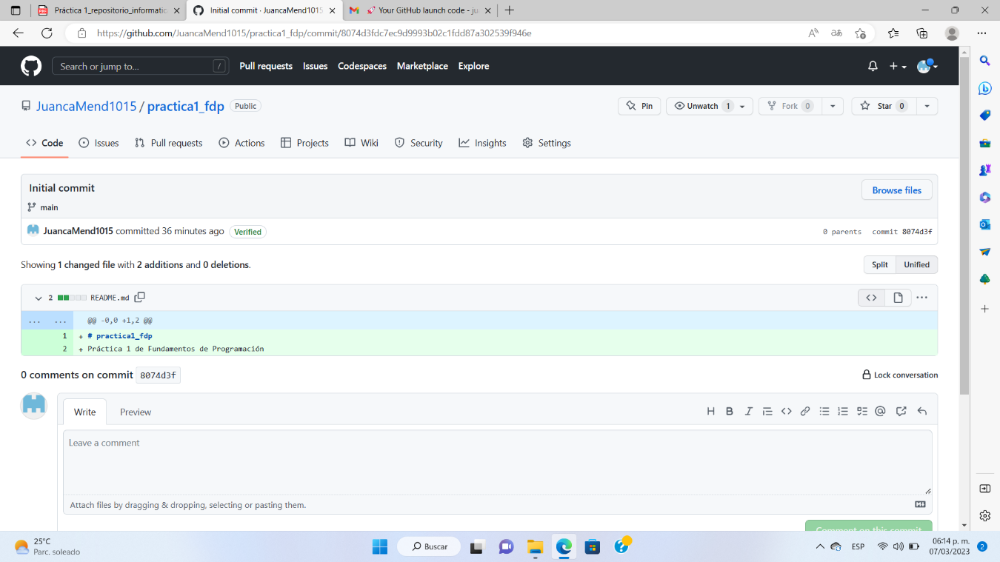 Práctica 1_repositorio_informatica
Initial commit · JuancaMend1015
🚀 Your GitHub launch code - jua
https://github.com/JuancaMend1015/practica1_fdp/commit/8074d3fdc7ec9d9993b02c1fdd87a302539f946e
Search or jump to... /
Pull requests Issues Codespaces Marketplace Explore
JuancaMend1015 / practica1_fdp Public
Pin Unwatch 1 Fork 0 Star 0
Code Issues Pull requests Actions Projects Wiki Security Insights Settings
Initial commit
Browse files
main
JuancaMend1015 committed 36 minutes ago Verified
0 parents commit 8074d3f
Showing 1 changed file with 2 additions and 0 deletions.
Split Unified
2 README.md
... ... @@ -0,0 +1,2 @@
1 + # practica1_fdp
2 + Práctica 1 de Fundamentos de Programación
0 comments on commit 8074d3f
Lock conversation
Write Preview
Leave a comment
Attach files by dragging & dropping, selecting or pasting them.
Comment on this commit
25°C
Parc. soleado
Buscar
ESP
06:14 p. m.
07/03/2023
2